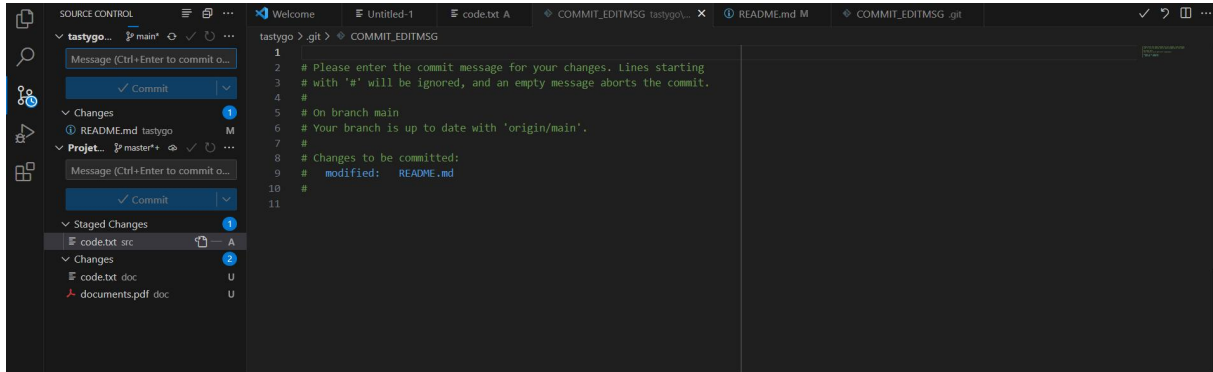 SOURCE CONTROL
Welcome
Untitled-1
code.txt A
COMMIT_EDITMSG tastygo\...
README.md M
COMMIT_EDITMSG .git
tastygo... main*
tastygo > .git > COMMIT_EDITMSG
Message (Ctrl+Enter to commit o...
Commit
Changes 1
README.md tastygo M
Projet... master*+
Message (Ctrl+Enter to commit o...
Commit
Staged Changes 1
code.txt src A
Changes 2
code.txt doc U
documents.pdf doc U
1
2 # Please enter the commit message for your changes. Lines starting
3 # with '#' will be ignored, and an empty message aborts the commit.
4 #
5 # On branch main
6 # Your branch is up to date with 'origin/main'.
7 #
8 # Changes to be committed:
9 # modified: README.md
10 #
11